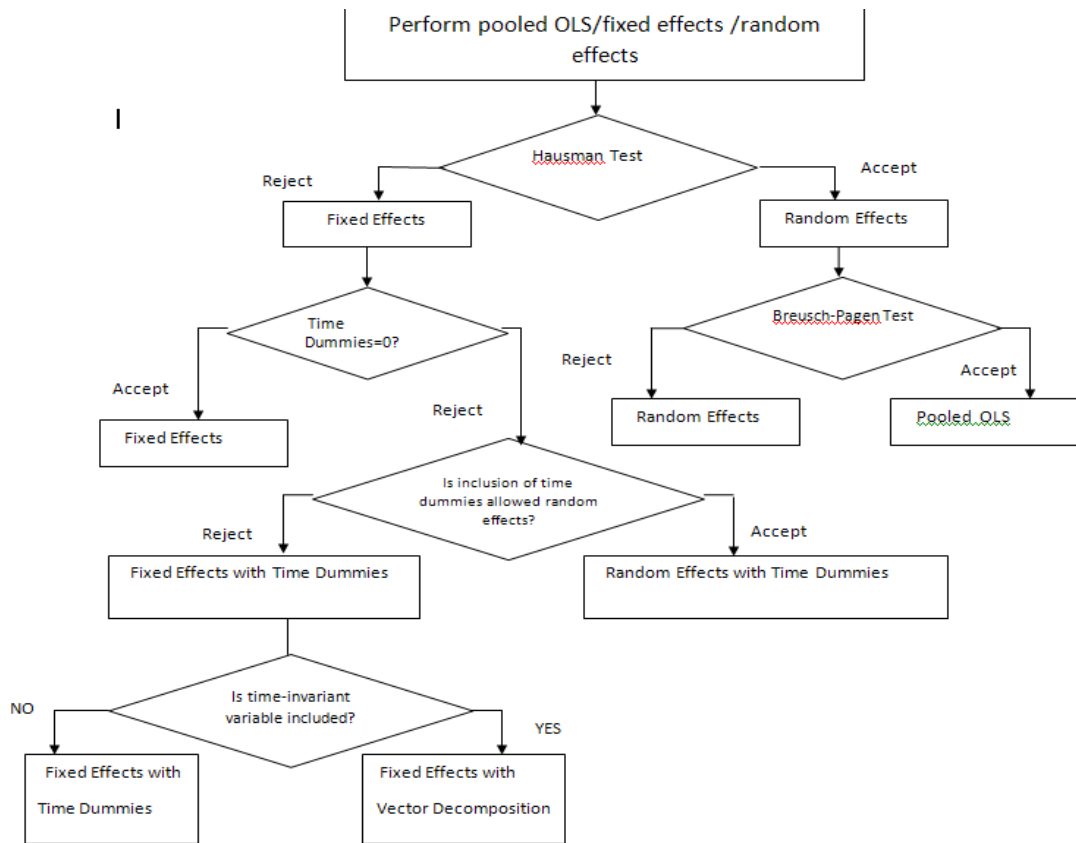 Perform pooled OLS/fixed effects /random
effects
Hausman Test
Reject
Accept
Fixed Effects
Random Effects
Time
Dummies=0?
Breusch-Pagen Test
Accept
Reject
Reject
Accept
Fixed Effects
Random Effects
Pooled OLS
Is inclusion of time
dummies allowed random
effects?
Reject
Accept
Fixed Effects with Time Dummies
Random Effects with Time Dummies
Is time-invariant
variable included?
NO
YES
Fixed Effects with
Time Dummies
Fixed Effects with
Vector Decomposition